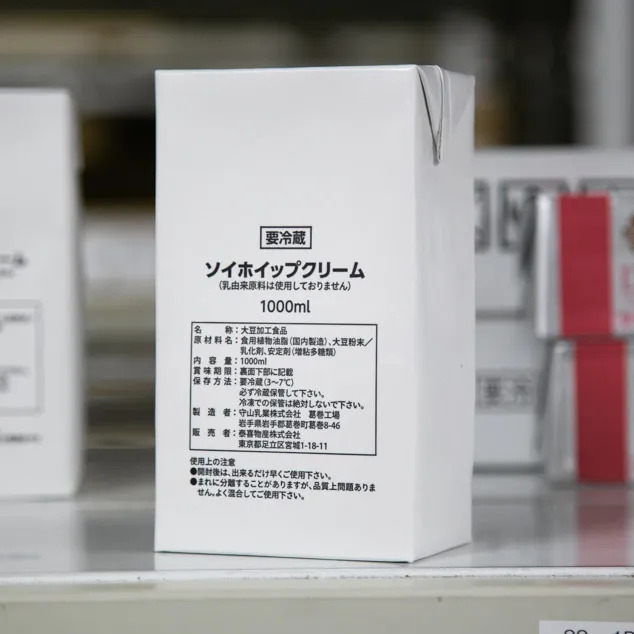 要冷蔵
ソイホイップクリーム
(乳由来原料は使用しておりません)
1000ml
名称：大豆加工食品
原材料名：食用植物油脂(国内製造)、大豆粉末／
乳化剤、安定剤(増粘多糖類)
内容量：1000ml
賞味期限：裏面下部に記載
保存方法：要冷蔵(3〜7℃)
必ず冷蔵保管して下さい。
冷凍での保管は絶対しないで下さい。
製造者：守山乳業株式会社 葛巻工場
岩手県岩手郡葛巻町葛巻8-46
販売者：泰喜物産株式会社
東京都足立区宮城1-18-11
使用上の注意
●開封後は、出来るだけ早くご使用下さい。
●まれに分離することがありますが、品質上問題ありま
せん。よく混合してご使用下さい。
要冷